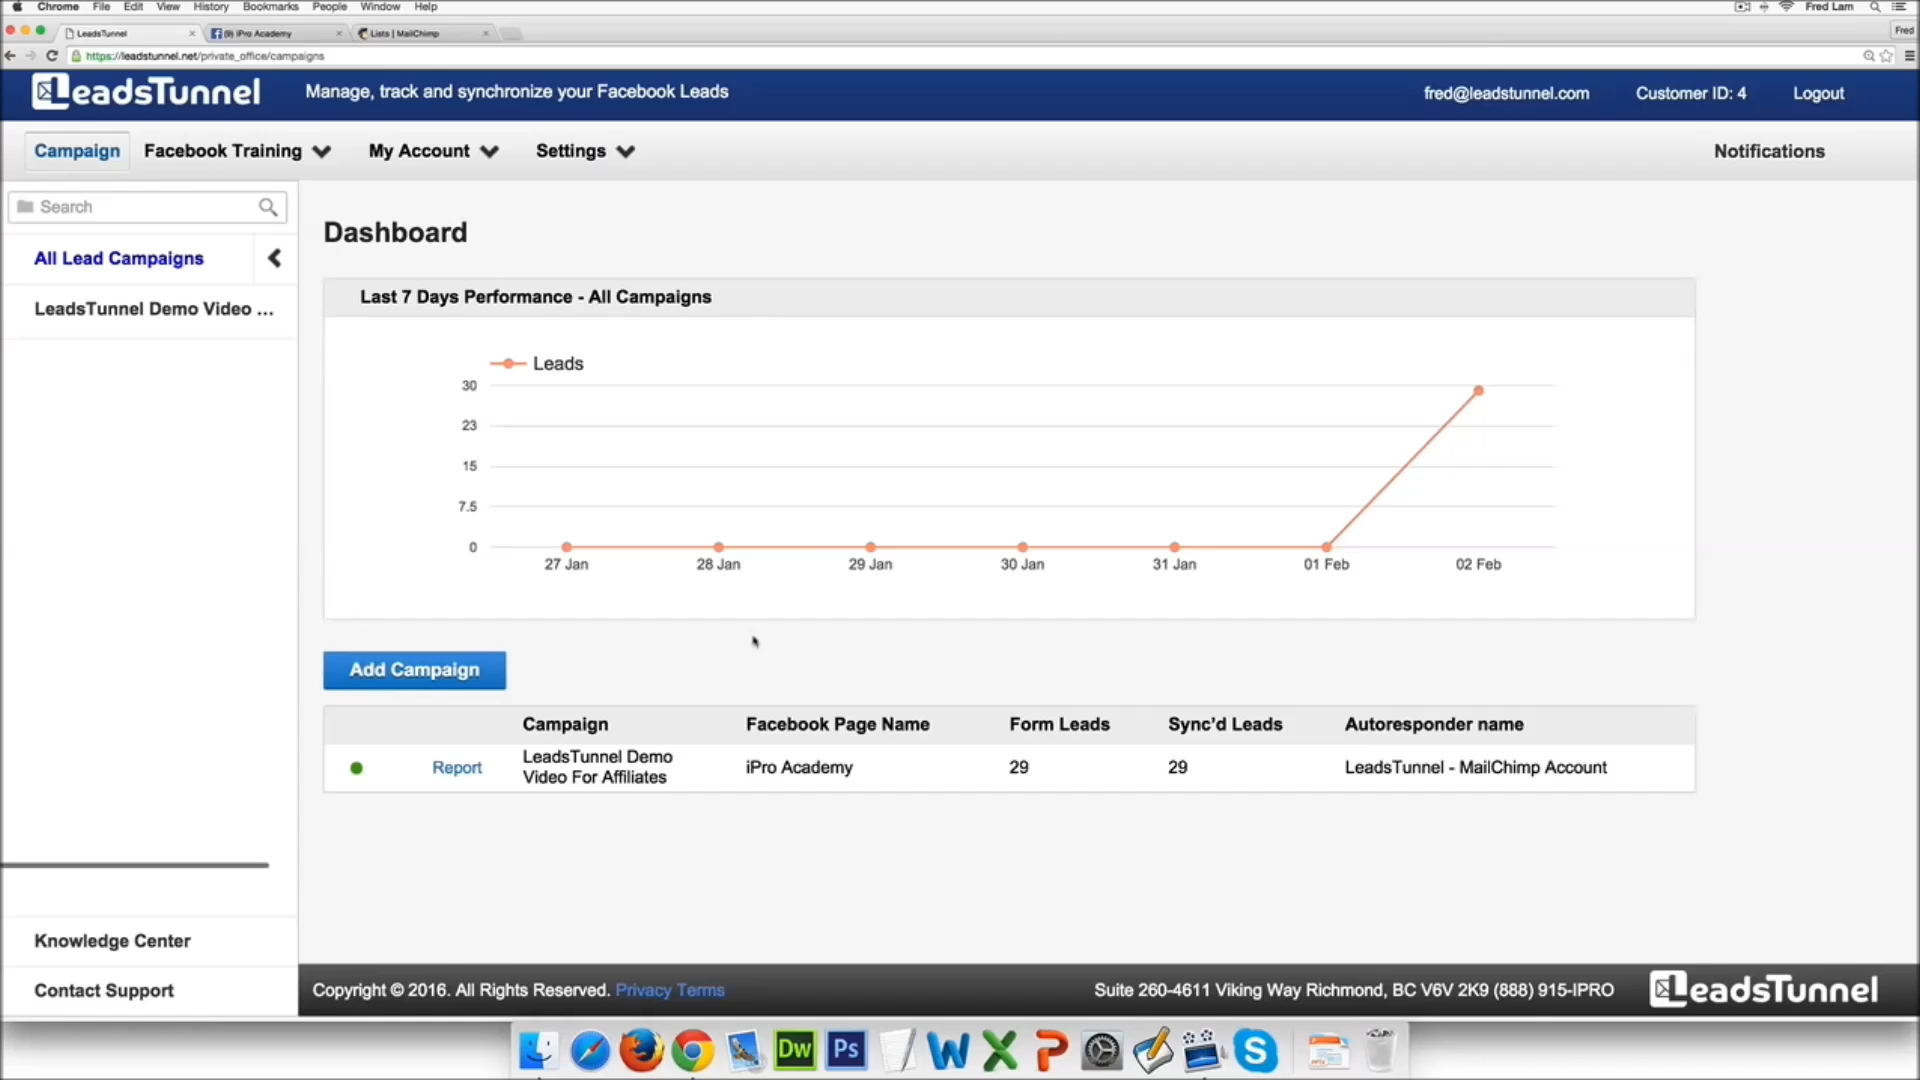 Chrome File Edit View History Bookmarks People Window Help Fred Lam
LeadsTunnel (9) iPro Academy Lists | MailChimp Fred
https://leadstunnel.net/private_office/campaigns
LeadsTunnel Manage, track and synchronize your Facebook Leads fred@leadstunnel.com Customer ID: 4 Logout
Campaign Facebook Training My Account Settings Notifications
Search
All Lead Campaigns
LeadsTunnel Demo Video ...
Dashboard
Last 7 Days Performance - All Campaigns
Leads
30
23
15
7.5
0
27 Jan 28 Jan 29 Jan 30 Jan 31 Jan 01 Feb 02 Feb
Add Campaign
Campaign Facebook Page Name Form Leads Sync'd Leads Autoresponder name
Report LeadsTunnel Demo Video For Affiliates iPro Academy 29 29 LeadsTunnel - MailChimp Account
Knowledge Center
Contact Support
Copyright © 2016. All Rights Reserved. Privacy Terms Suite 260-4611 Viking Way Richmond, BC V6V 2K9 (888) 915-IPRO LeadsTunnel
Dw Ps W X P S